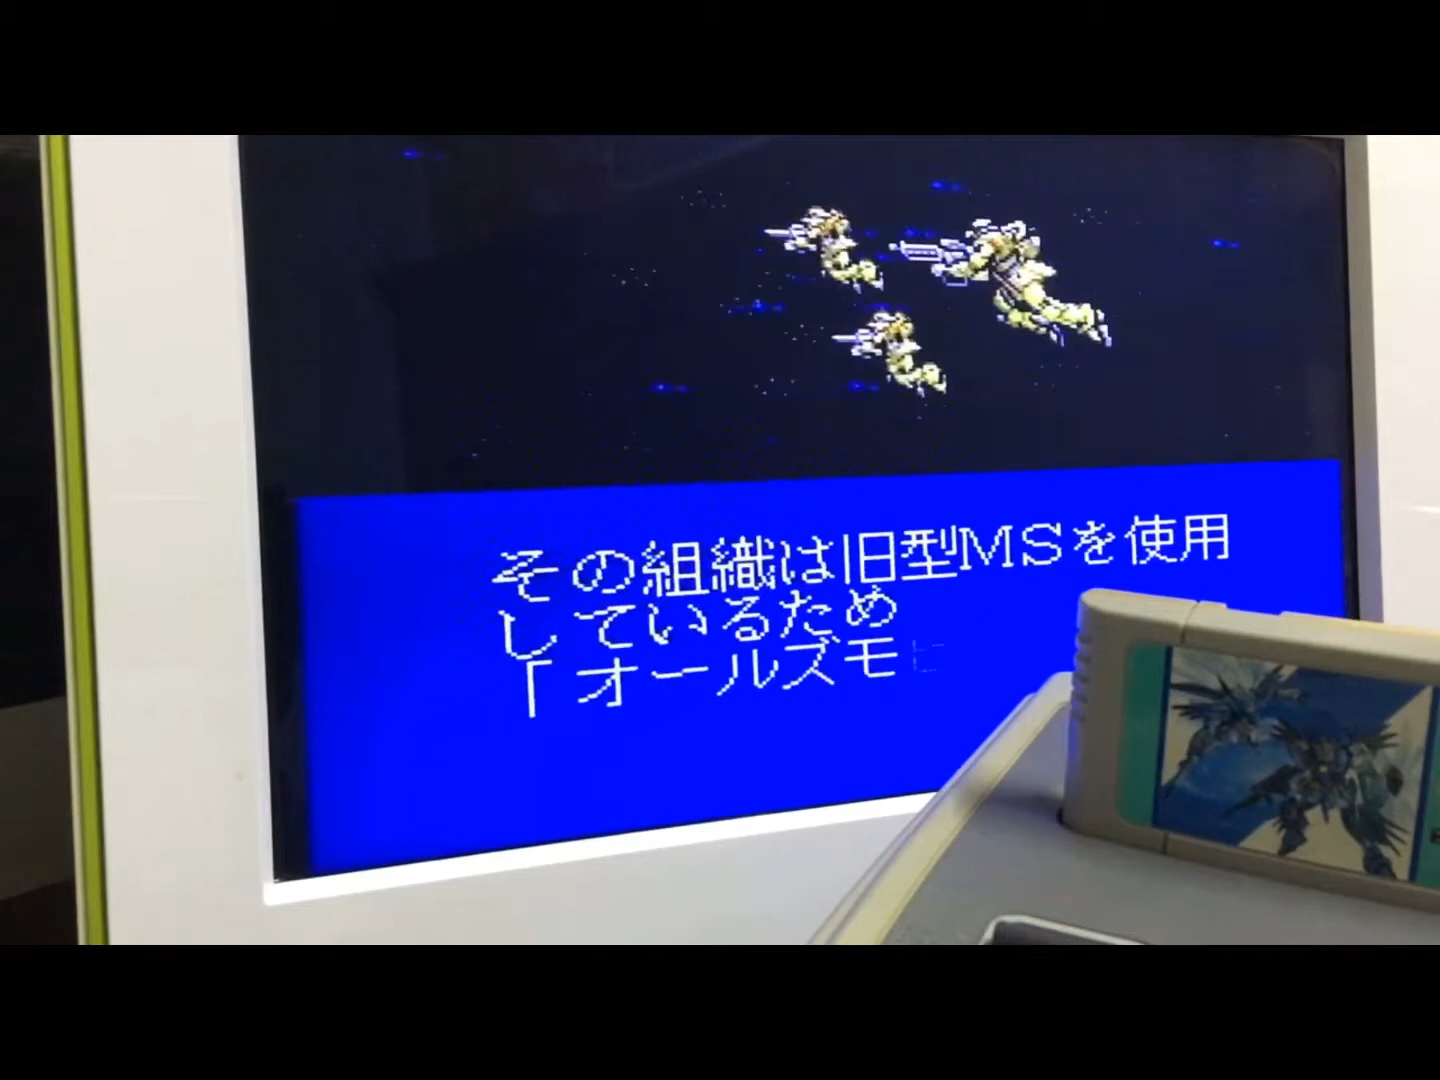 その組織は旧型MSを使用
しているため
「オールズモビ